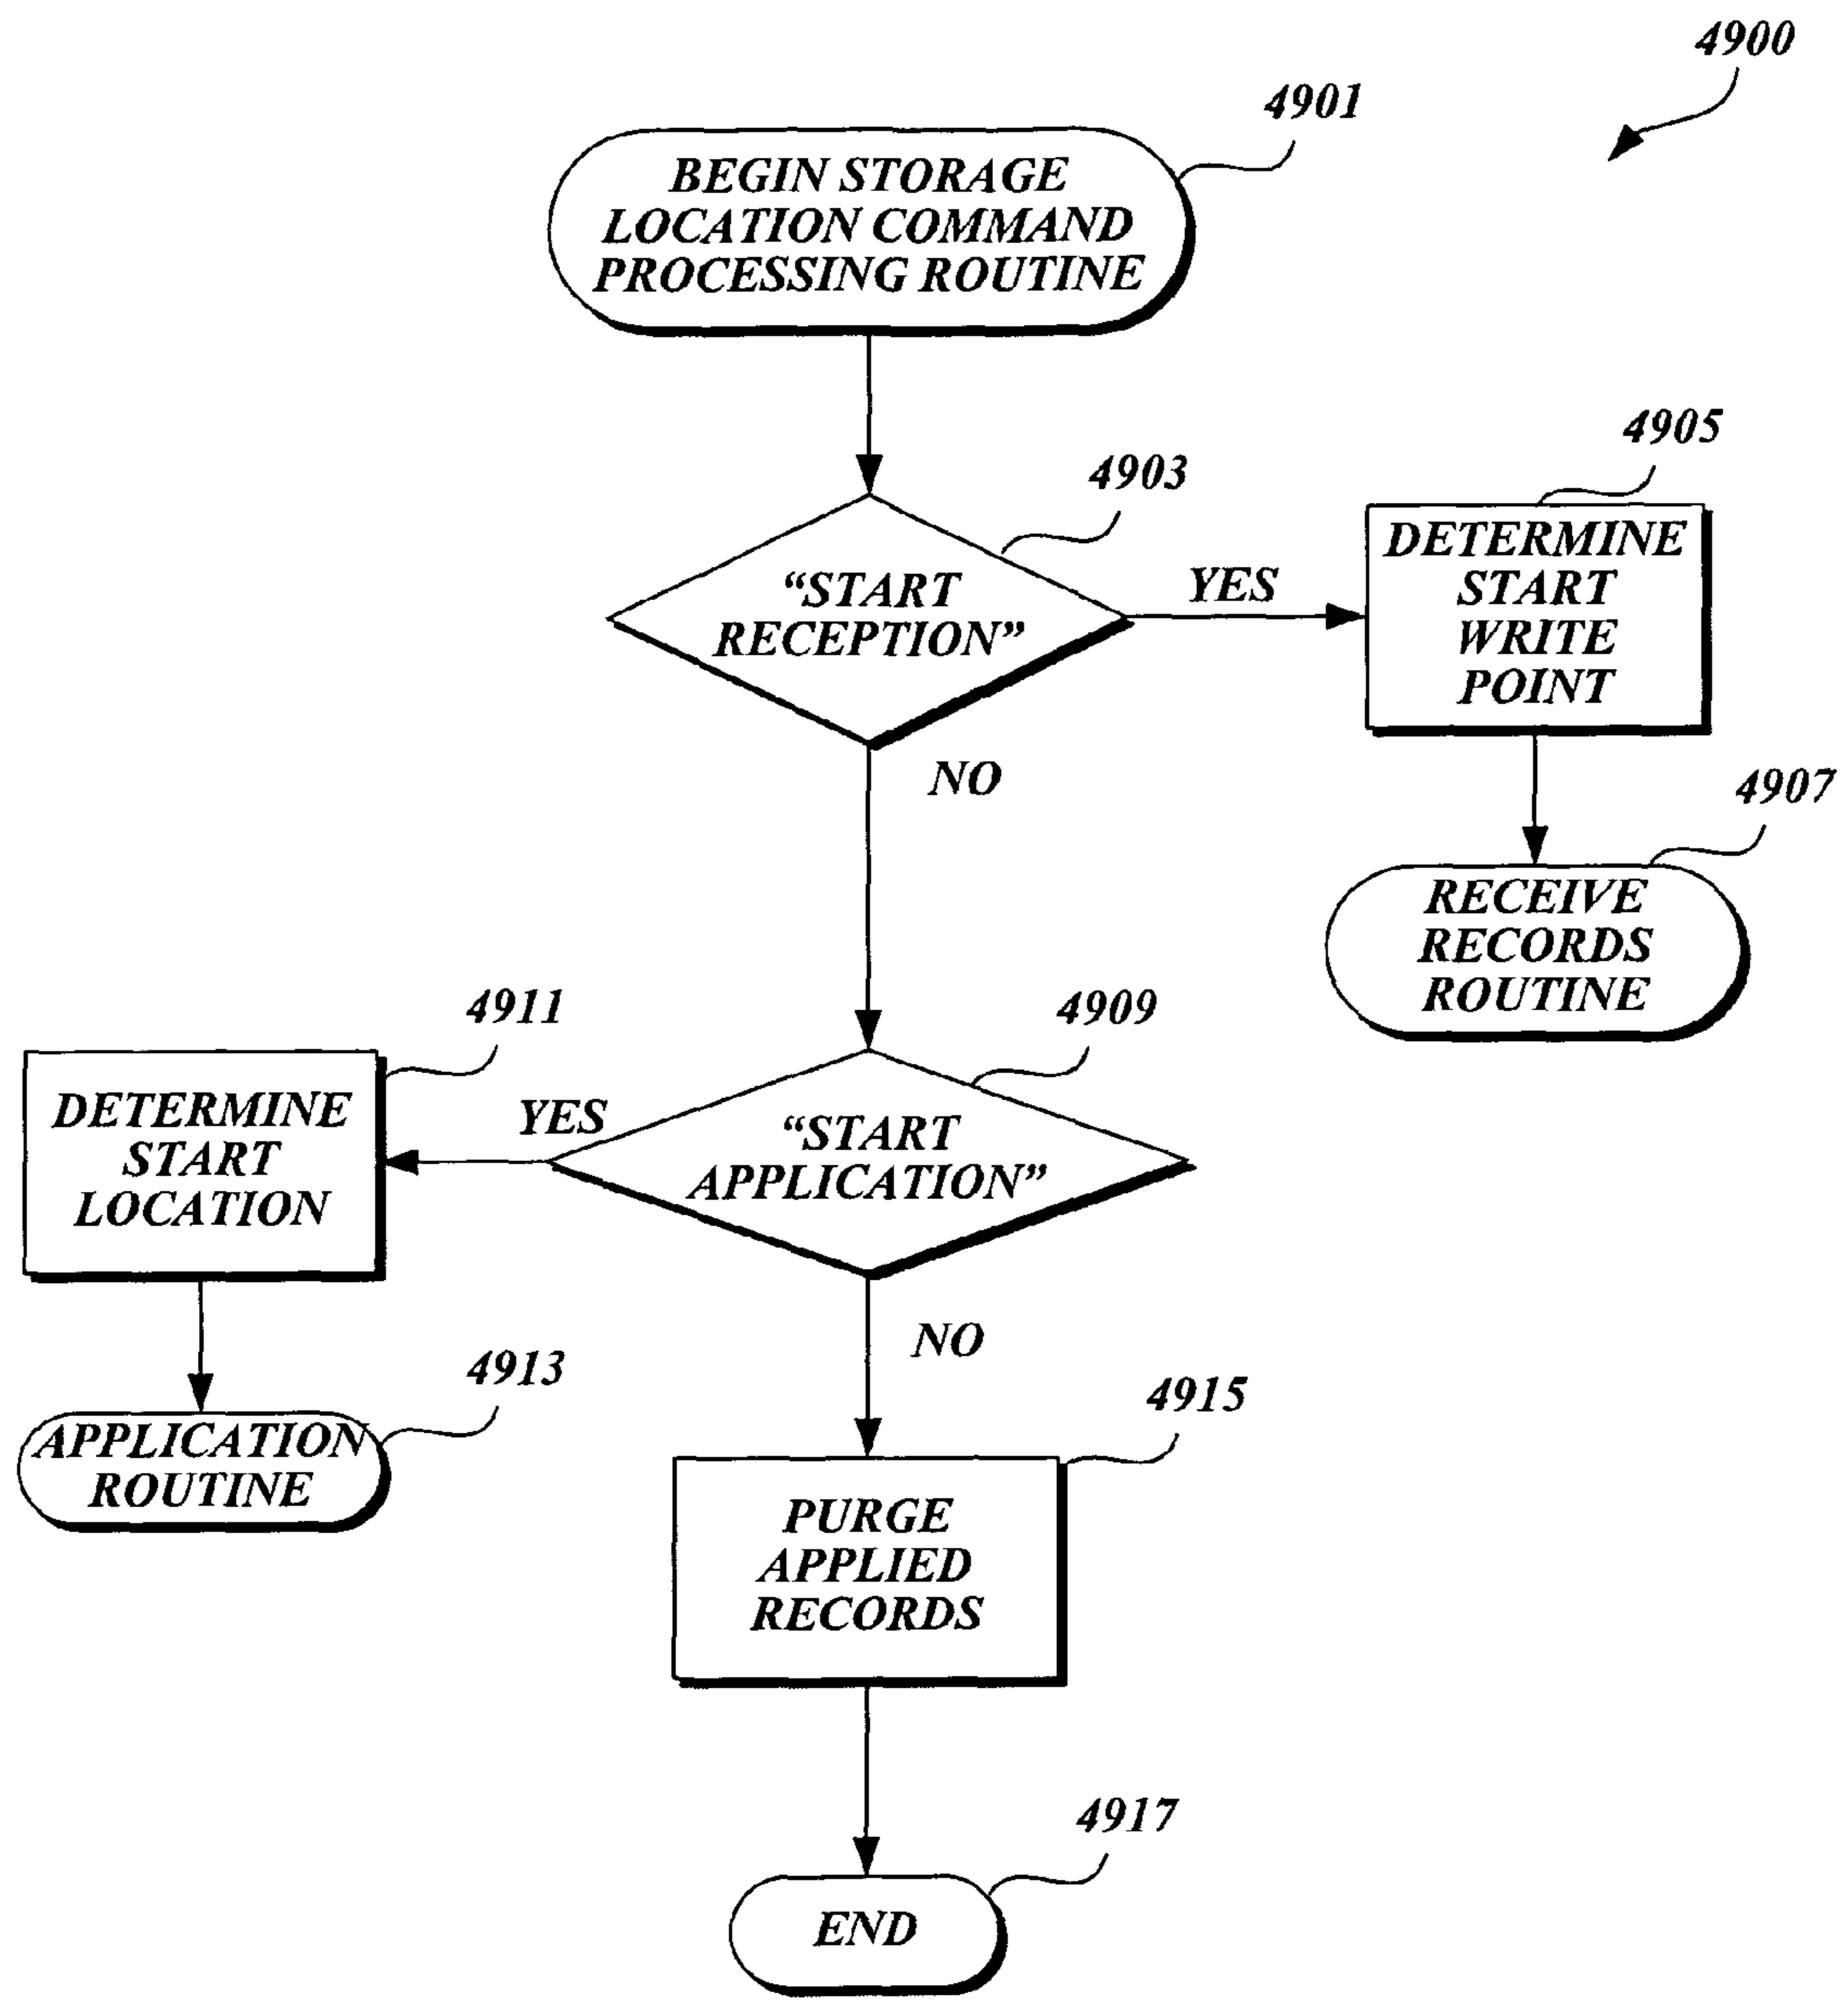 4900
4901
BEGIN STORAGE
LOCATION COMMAND
PROCESSING ROUTINE
4903
“START
RECEPTION”
YES
NO
4905
DETERMINE
START
WRITE
POINT
4907
RECEIVE
RECORDS
ROUTINE
4909
“START
APPLICATION”
YES
NO
4911
DETERMINE
START
LOCATION
4913
APPLICATION
ROUTINE
4915
PURGE
APPLIED
RECORDS
4917
END